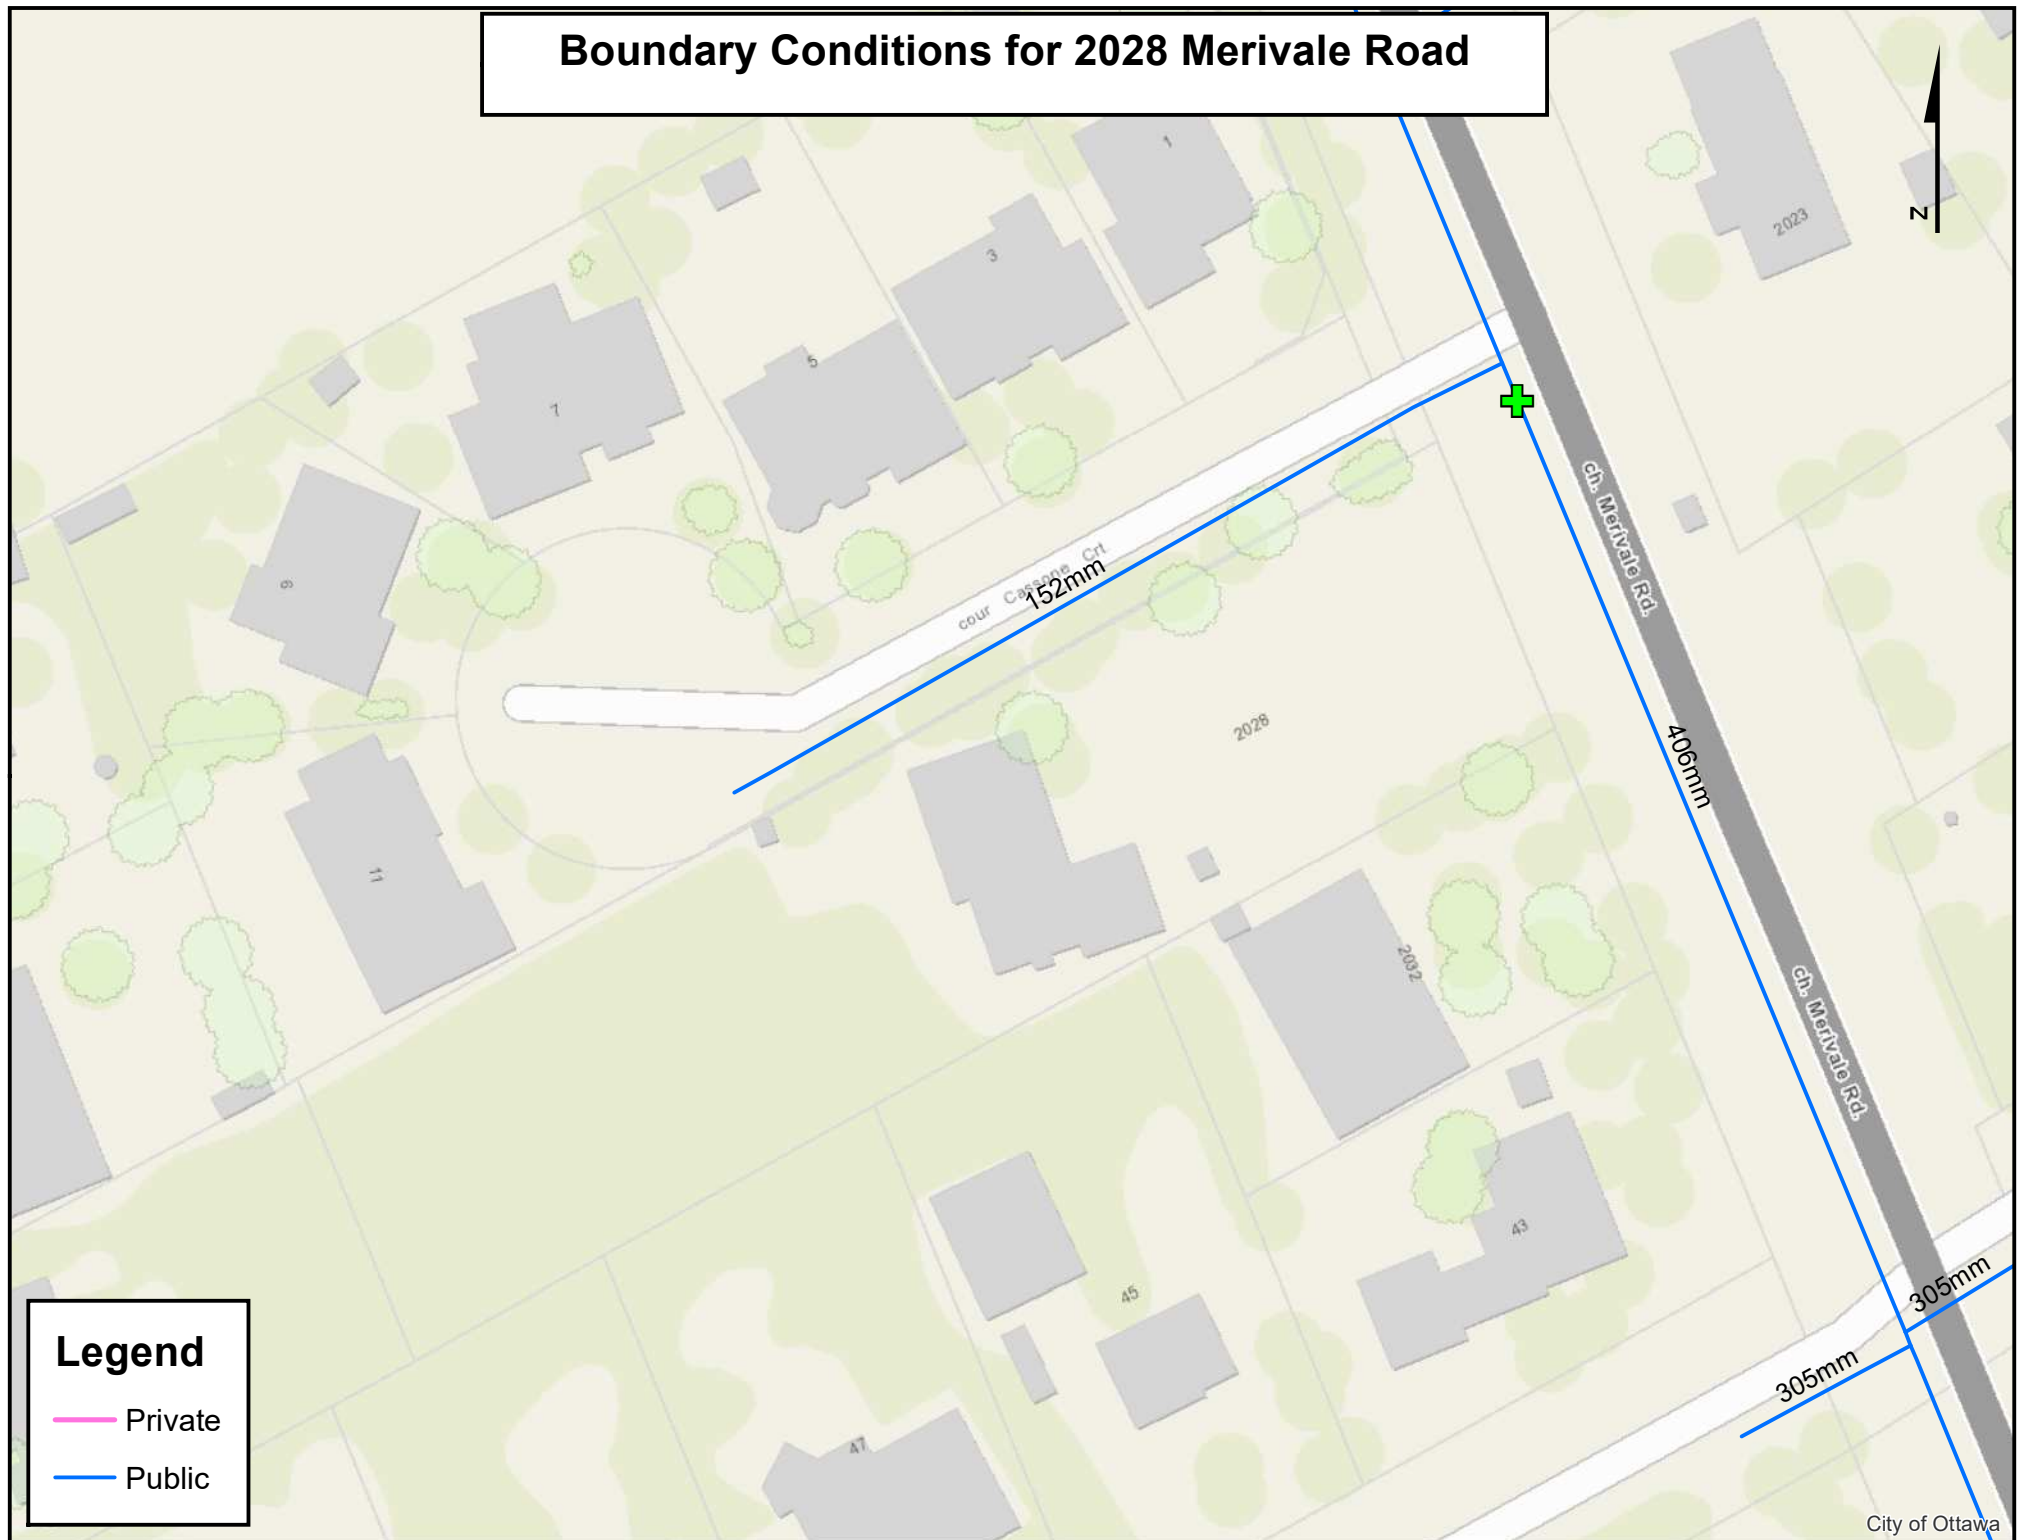 Boundary Conditions for 2028 Merivale Road
N
1
2023
3
5
7
9
ch. Merivale Rd.
cour Cassone Crt
152mm
2028
406mm
11
2032
ch. Merivale Rd.
43
45
305mm
305mm
47
Legend
Private
Public
City of Ottawa